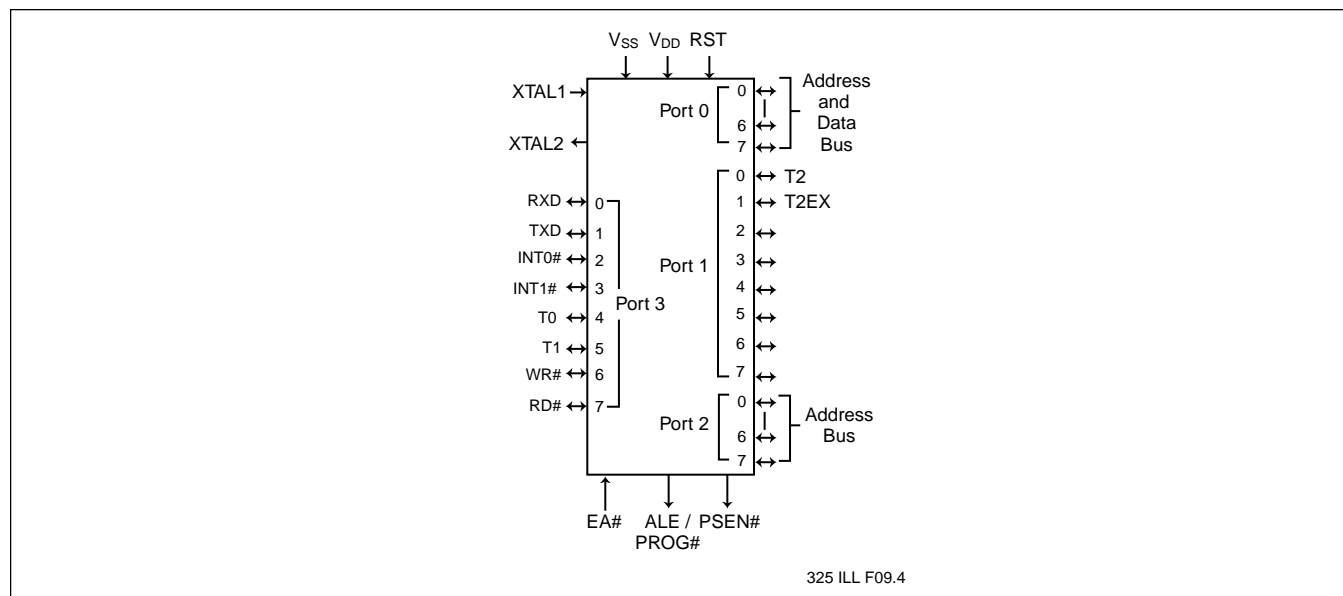 VSS VDD RST
XTAL1
XTAL2
RXD 0
TXD 1
INT0# 2
INT1# 3
T0 4
T1 5
WR# 6
RD# 7
Port 3
Port 0
0
6
7
Address
and
Data
Bus
Port 1
0 T2
1 T2EX
2
3
4
5
6
7
Port 2
0
6
7
Address
Bus
EA# ALE / PSEN#
PROG#
325 ILL F09.4